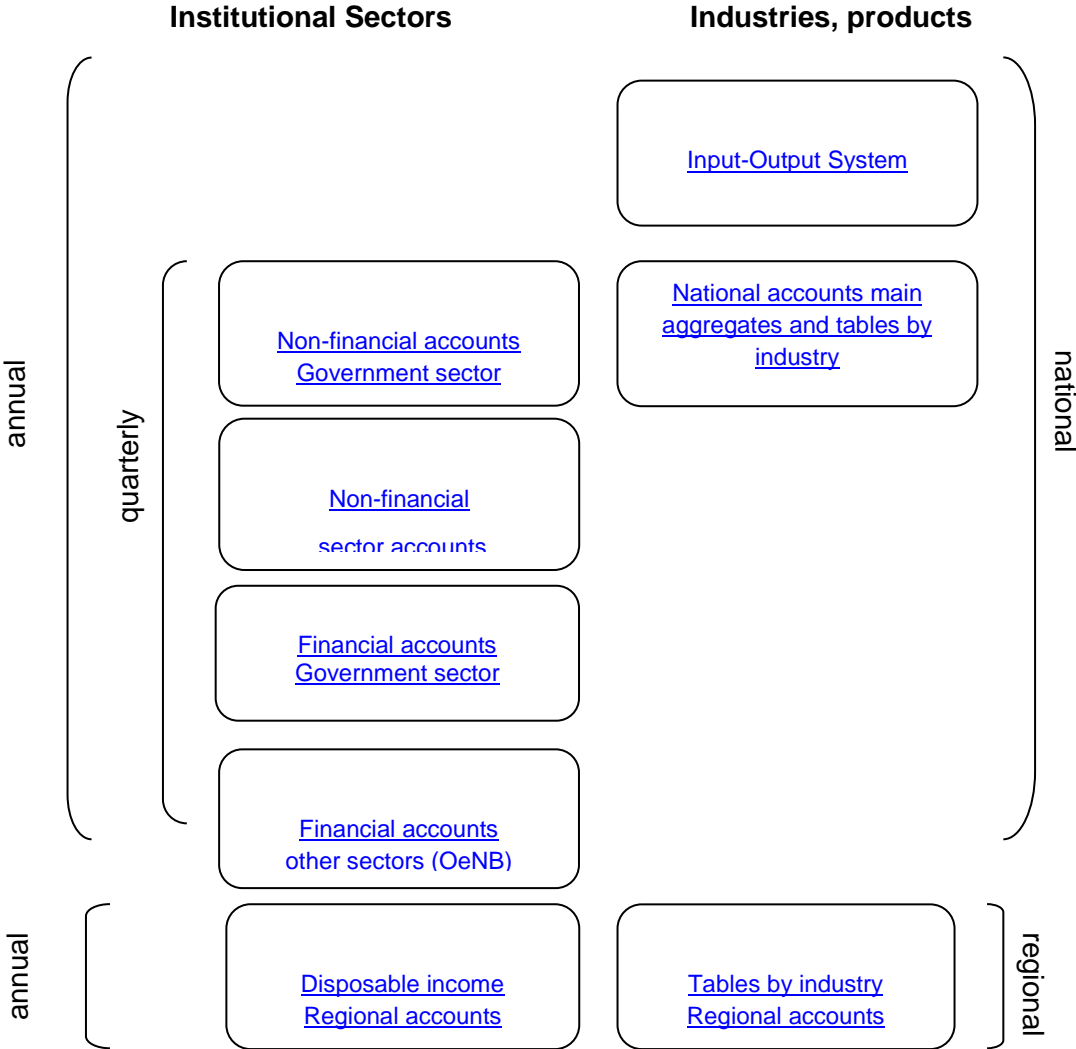 Institutional Sectors
Industries, products
annual
quarterly
national
Input-Output System
Non-financial accounts
Government sector
National accounts main
aggregates and tables by
industry
Non-financial
sector accounts
Financial accounts
Government sector
Financial accounts
other sectors (OeNB)
annual
regional
Disposable income
Regional accounts
Tables by industry
Regional accounts